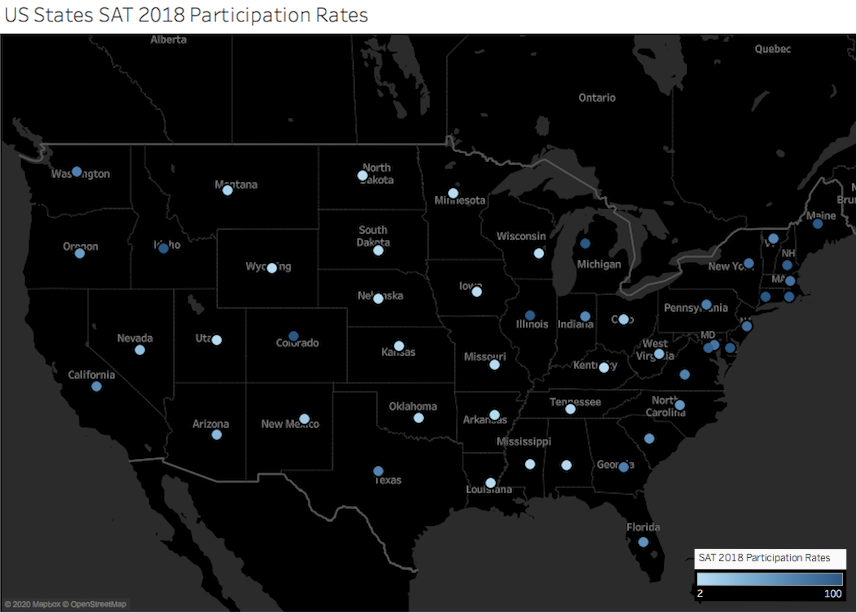 US States SAT 2018 Participation Rates
Alberta
Quebec
Ontario
Montana
North
Dakota
Minnesota
Maine
Oregon
South
Dakota
Wisconsin
NH
Wyoming
Michigan
New York
MA
Iowa
Nebraska
Pennsylvania
Illinois
Indiana
Nevada
Utah
Colorado
Kansas
MD
West
Virginia
Missouri
Kentucky
California
Oklahoma
Tennessee
North
Carolina
Arizona
New Mexico
Arkansas
Mississippi
Georgia
Texas
Louisiana
Florida
SAT 2018 Participation Rates
2 100
© 2020 Mapbox © OpenStreetMap